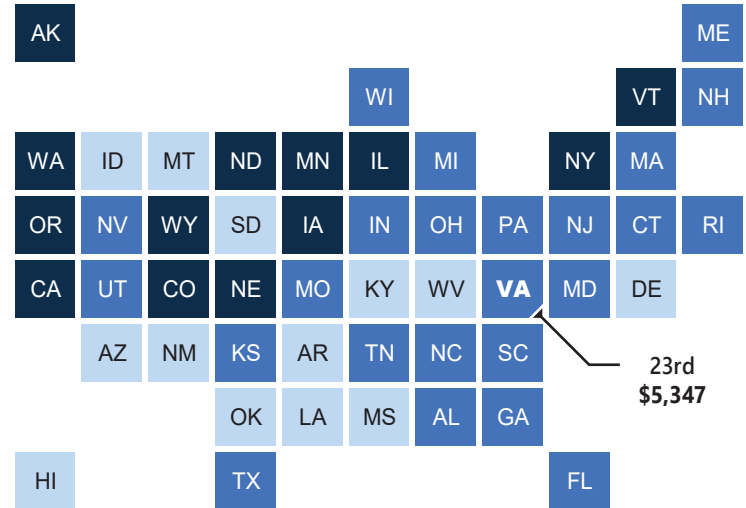 AK ME
WI VT NH
WA ID MT ND MN IL MI NY MA
OR NV WY SD IA IN OH PA NJ CT RI
CA UT CO NE MO KY WV VA MD DE
AZ NM KS AR TN NC SC
23rd
$5,347
OK LA MS AL GA
HI TX FL